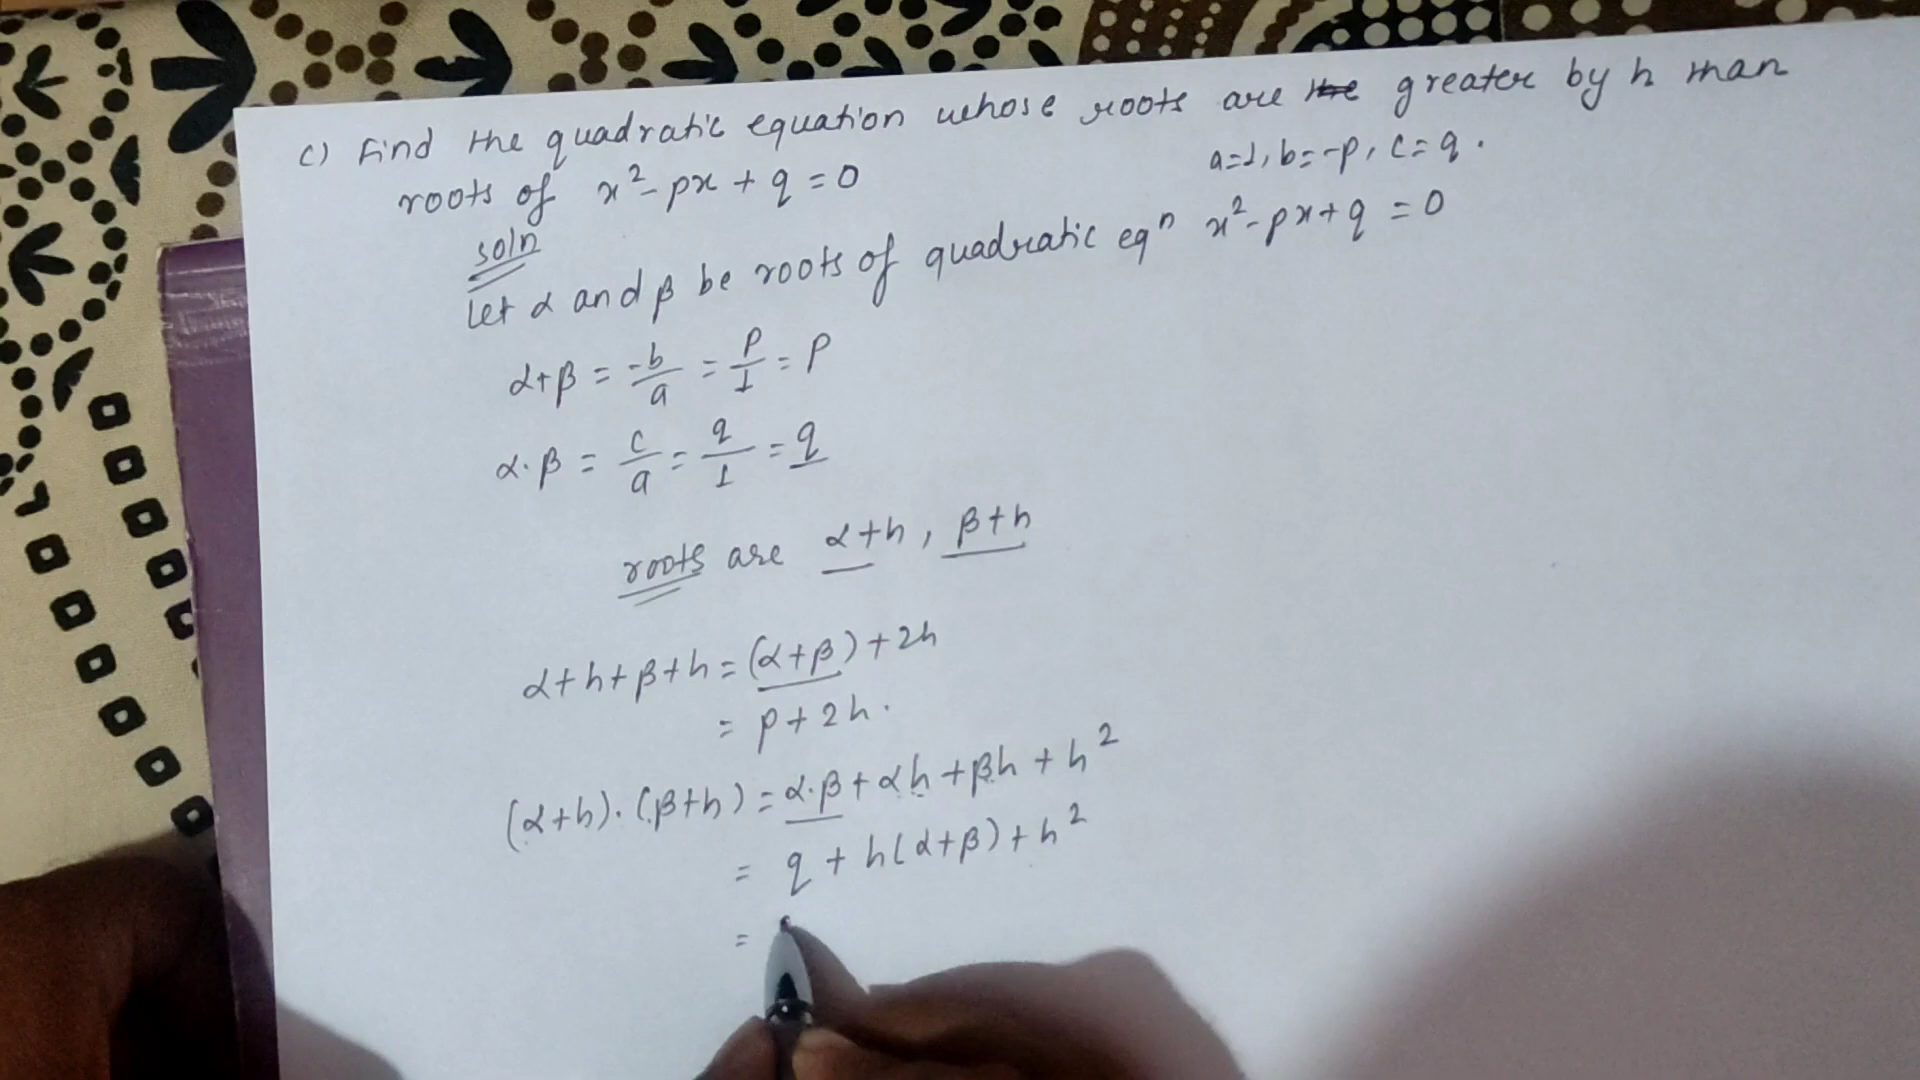 c) Find the quadratic equation whose roots are the greater by h than
roots of x² - px + q = 0
a=1, b=-p, c=q.
soln
Let α and β be roots of quadratic eqⁿ x² - px + q = 0
α+β = -b/a = p/1 = p
α.β = c/a = q/1 = q
roots are α+h, β+h
α+h+β+h = (α+β)+2h
= p+2h.
(α+h).(β+h) = α.β+αh+βh+h²
= q + h(α+β)+h²
=